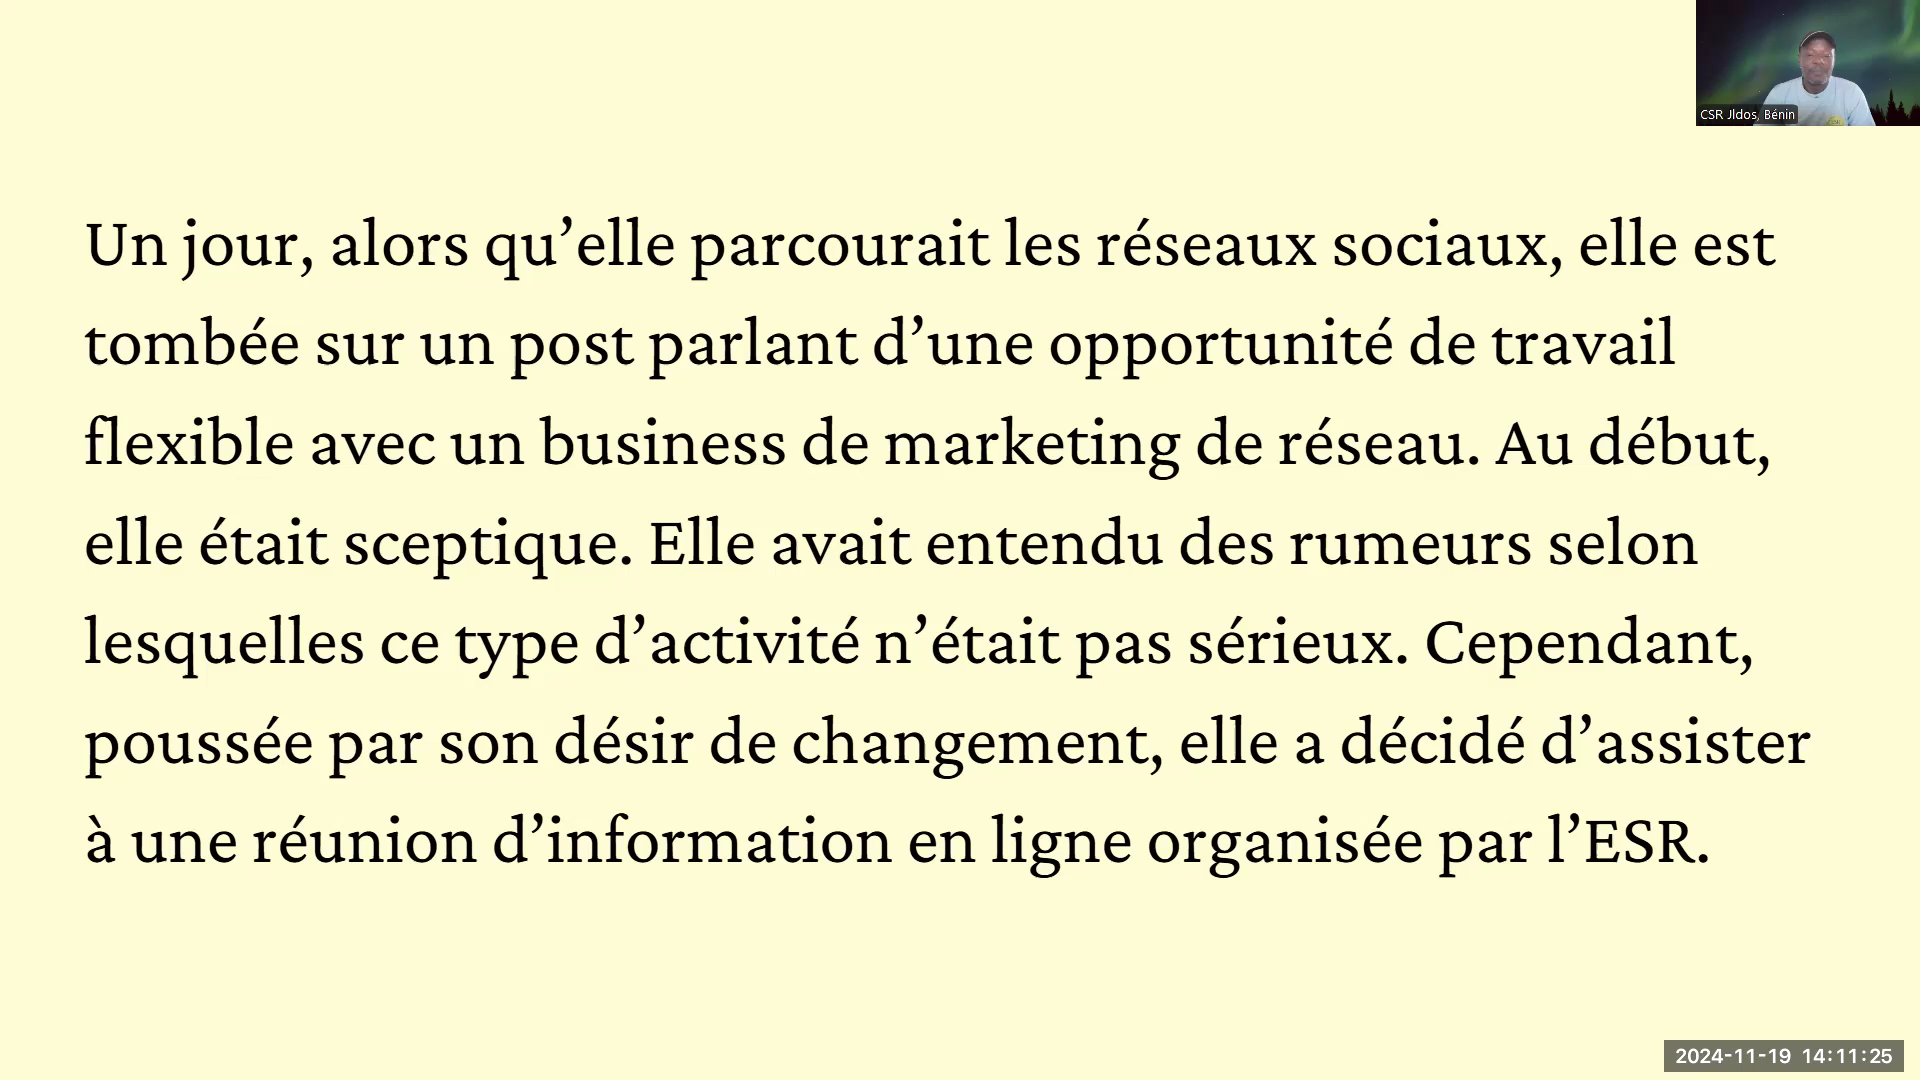 CSR Jldos, Bénin
Un jour, alors qu’elle parcourait les réseaux sociaux, elle est
tombée sur un post parlant d’une opportunité de travail
flexible avec un business de marketing de réseau. Au début,
elle était sceptique. Elle avait entendu des rumeurs selon
lesquelles ce type d’activité n’était pas sérieux. Cependant,
poussée par son désir de changement, elle a décidé d’assister
à une réunion d’information en ligne organisée par l’ESR.
2024-11-19 14:11:25